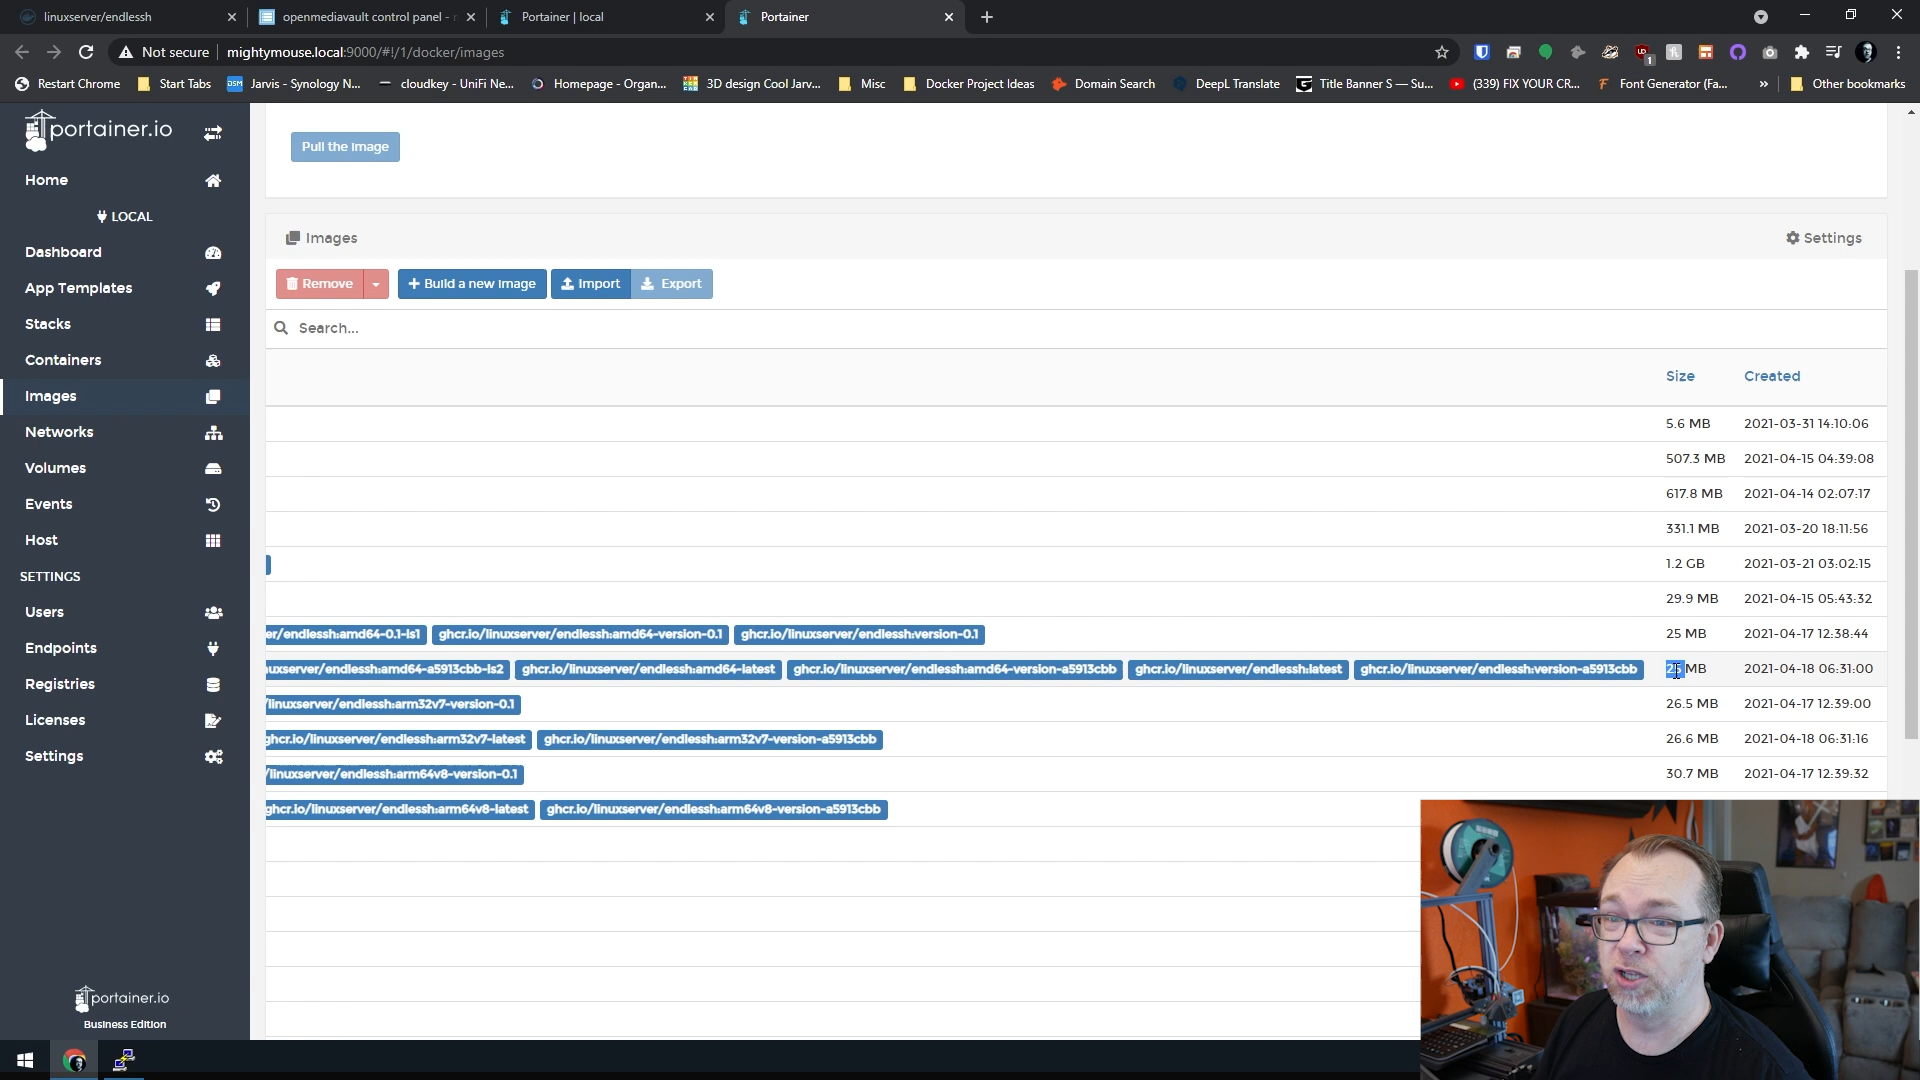 linuxserver/endlessh
openmediavault control panel -
Portainer | local
Portainer
Not secure
mightymouse.local:9000/#!/1/docker/images
Restart Chrome
Start Tabs
Jarvis - Synology N...
cloudkey - UniFi Ne...
Homepage - Organ...
3D design Cool Jarv...
Misc
Docker Project Ideas
Domain Search
DeepL Translate
Title Banner S — Su...
(339) FIX YOUR CR...
Font Generator (Fa...
»
Other bookmarks
portainer.io
Home
LOCAL
Dashboard
App Templates
Stacks
Containers
Images
Networks
Volumes
Events
Host
SETTINGS
Users
Endpoints
Registries
Licenses
Settings
portainer.io
Business Edition
Pull the image
Images
Settings
Remove
+ Build a new image
Import
Export
Search...
Size Created
5.6 MB 2021-03-31 14:10:06
507.3 MB 2021-04-15 04:39:08
617.8 MB 2021-04-14 02:07:17
331.1 MB 2021-03-20 18:11:56
1.2 GB 2021-03-21 03:02:15
29.9 MB 2021-04-15 05:43:32
er/endlessh:amd64-0.1-ls1 ghcr.io/linuxserver/endlessh:amd64-version-0.1 ghcr.io/linuxserver/endlessh:version-0.1 25 MB 2021-04-17 12:38:44
uxserver/endlessh:amd64-a5913cbb-ls2 ghcr.io/linuxserver/endlessh:amd64-latest ghcr.io/linuxserver/endlessh:amd64-version-a5913cbb ghcr.io/linuxserver/endlessh:latest ghcr.io/linuxserver/endlessh:version-a5913cbb 25 MB 2021-04-18 06:31:00
/linuxserver/endlessh:arm32v7-version-0.1 26.5 MB 2021-04-17 12:39:00
ghcr.io/linuxserver/endlessh:arm32v7-latest ghcr.io/linuxserver/endlessh:arm32v7-version-a5913cbb 26.6 MB 2021-04-18 06:31:16
/linuxserver/endlessh:arm64v8-version-0.1 30.7 MB 2021-04-17 12:39:32
ghcr.io/linuxserver/endlessh:arm64v8-latest ghcr.io/linuxserver/endlessh:arm64v8-version-a5913cbb